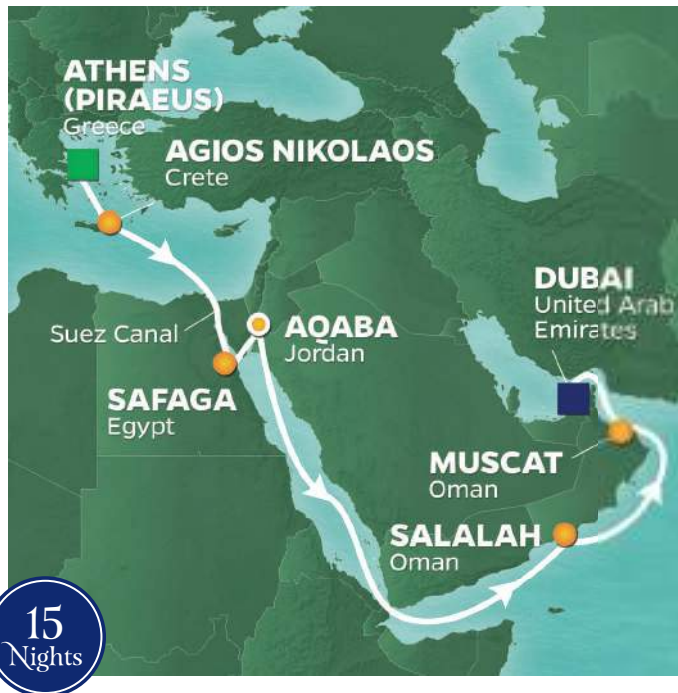 ATHENS
(PIRAEUS)
Greece
AGIOS NIKOLAOS
Crete
DUBAI
United Arab
Emirates
Suez Canal
AQABA
Jordan
SAFAGA
Egypt
MUSCAT
Oman
SALALAH
Oman
15
Nights